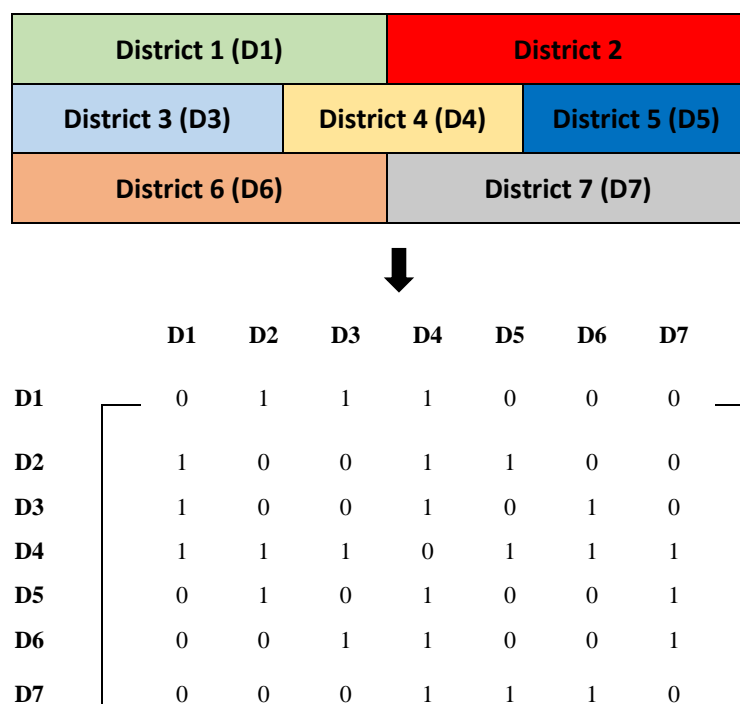 District 1 (D1) District 2
District 3 (D3) District 4 (D4) District 5 (D5)
District 6 (D6) District 7 (D7)
D1 D2 D3 D4 D5 D6 D7
D1 0 1 1 1 0 0 0
D2 1 0 0 1 1 0 0
D3 1 0 0 1 0 1 0
D4 1 1 1 0 1 1 1
D5 0 1 0 1 0 0 1
D6 0 0 1 1 0 0 1
D7 0 0 0 1 1 1 0